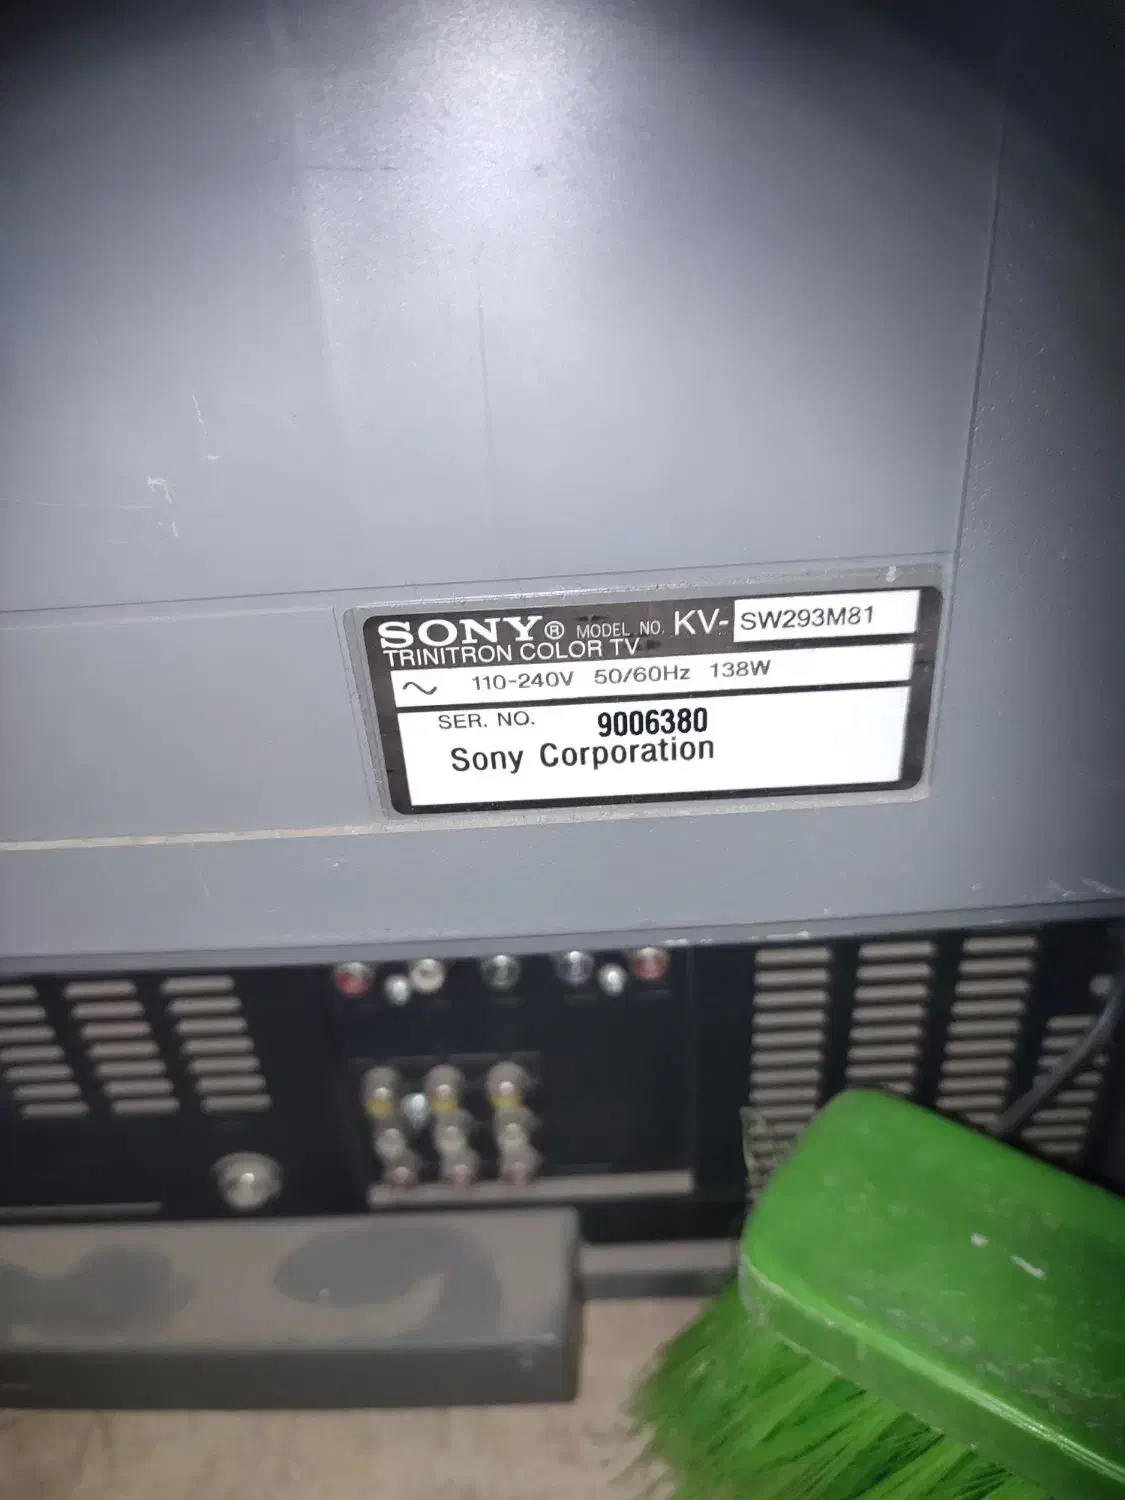 SONY® MODEL NO. KV-SW293M81
TRINITRON COLOR TV
~ 110-240V 50/60Hz 138W
SER. NO. 9006380
Sony Corporation